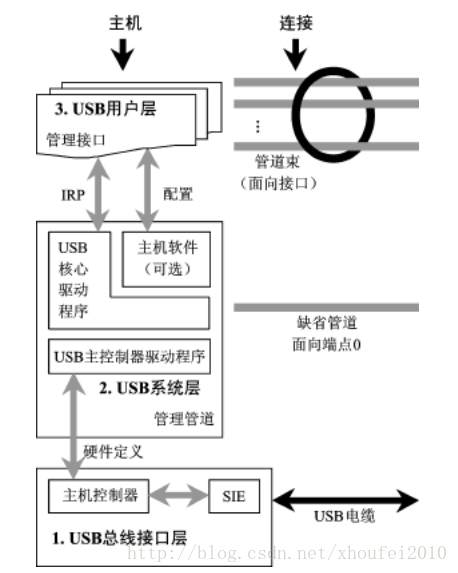 主机
连接
3. USB用户层
管理接口
⋮
管道束
（面向接口）
IRP
配置
USB
核心
驱动
程序
主机软件
（可选）
缺省管道
面向端点0
USB主控制器驱动程序
2. USB系统层
管理管道
硬件定义
主机控制器
SIE
USB电缆
1. USB总线接口层
http://blog.csdn.net/xhoufei2010